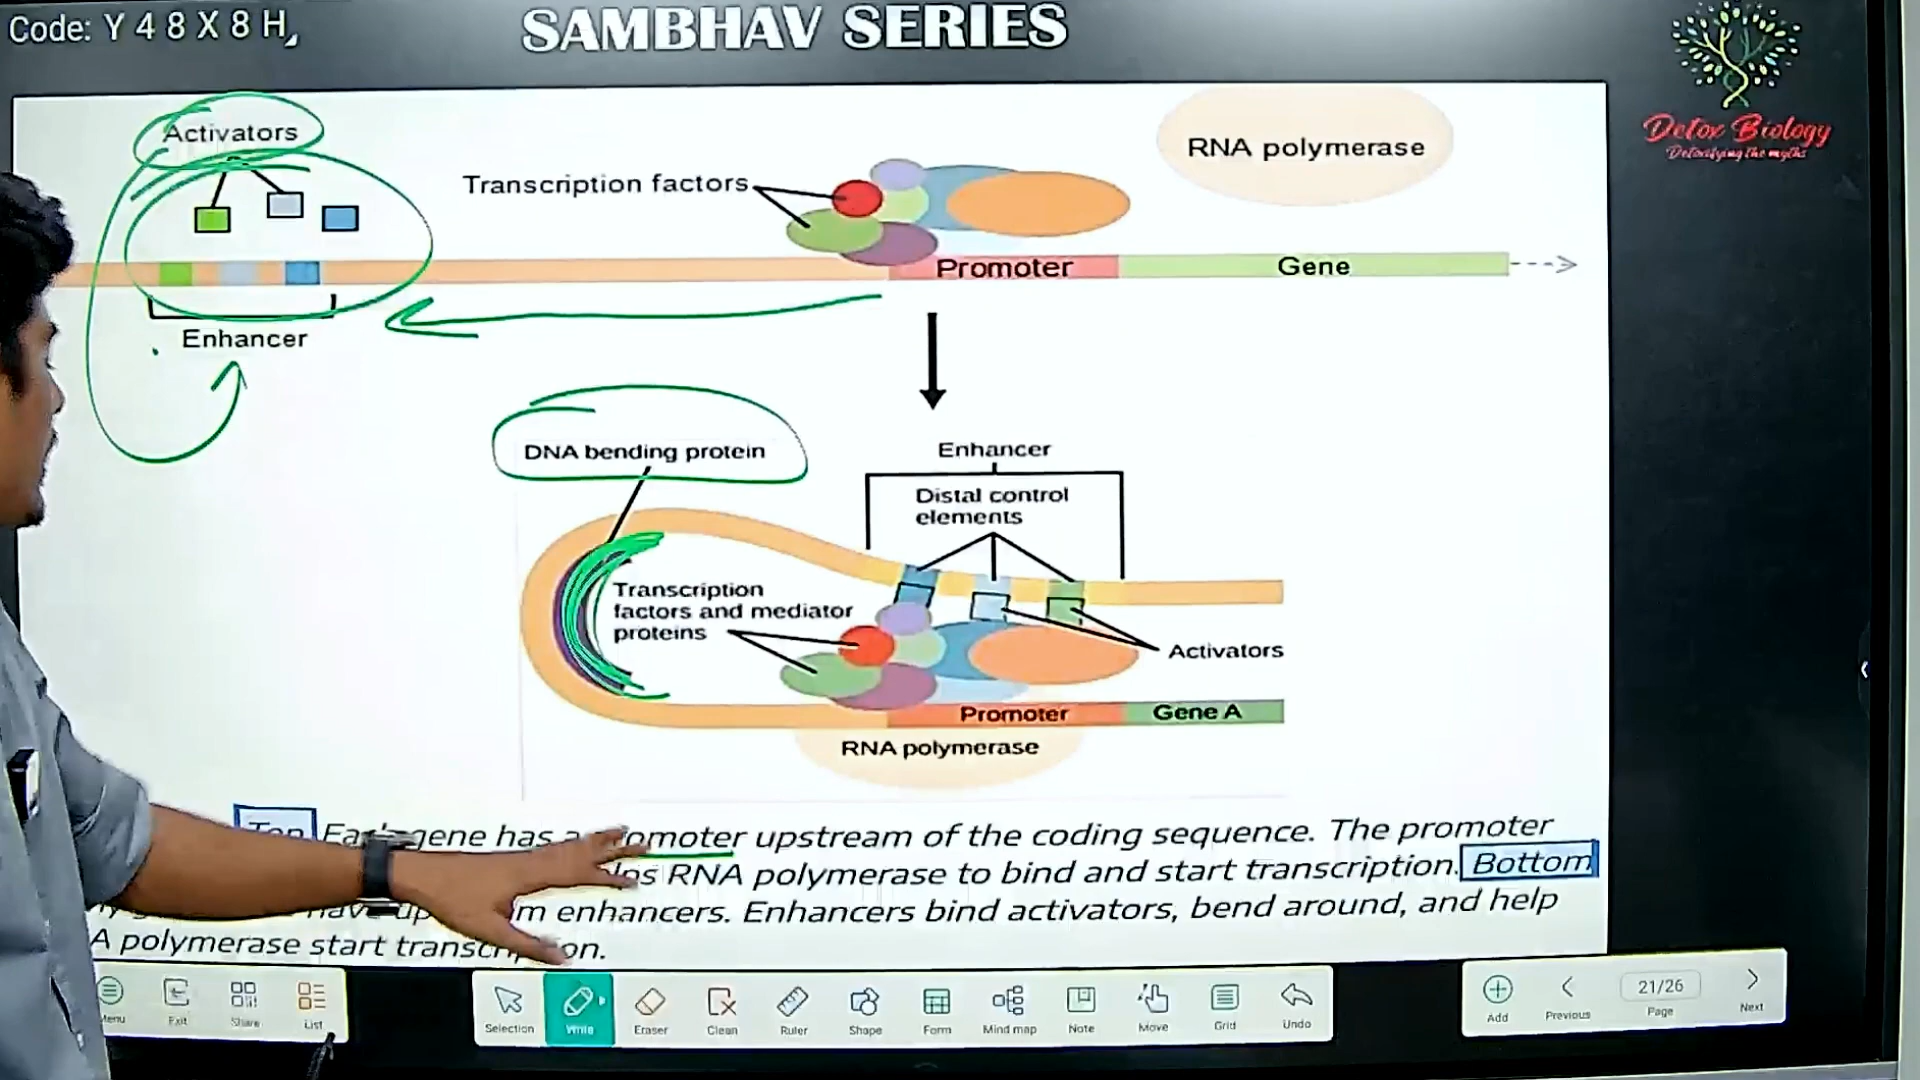 Code: Y 4 8 X 8 H
SAMBHAV SERIES
Detox Biology
Detoxifying the myths
Activators
RNA polymerase
Transcription factors
Promoter
Gene
Enhancer
DNA bending protein
Enhancer
Distal control
elements
Transcription
factors and mediator
proteins
Activators
Promoter
Gene A
RNA polymerase
Top gene has a promoter upstream of the coding sequence. The promoter
RNA polymerase to bind and start transcription. Bottom
enhancers. Enhancers bind activators, bend around, and help
A polymerase start transcription.
Exit
Share
List
Selection
Write
Eraser
Clean
Ruler
Shape
Form
Mind map
Note
Move
Grid
Undo
Add
Previous
21/26
Page
Next